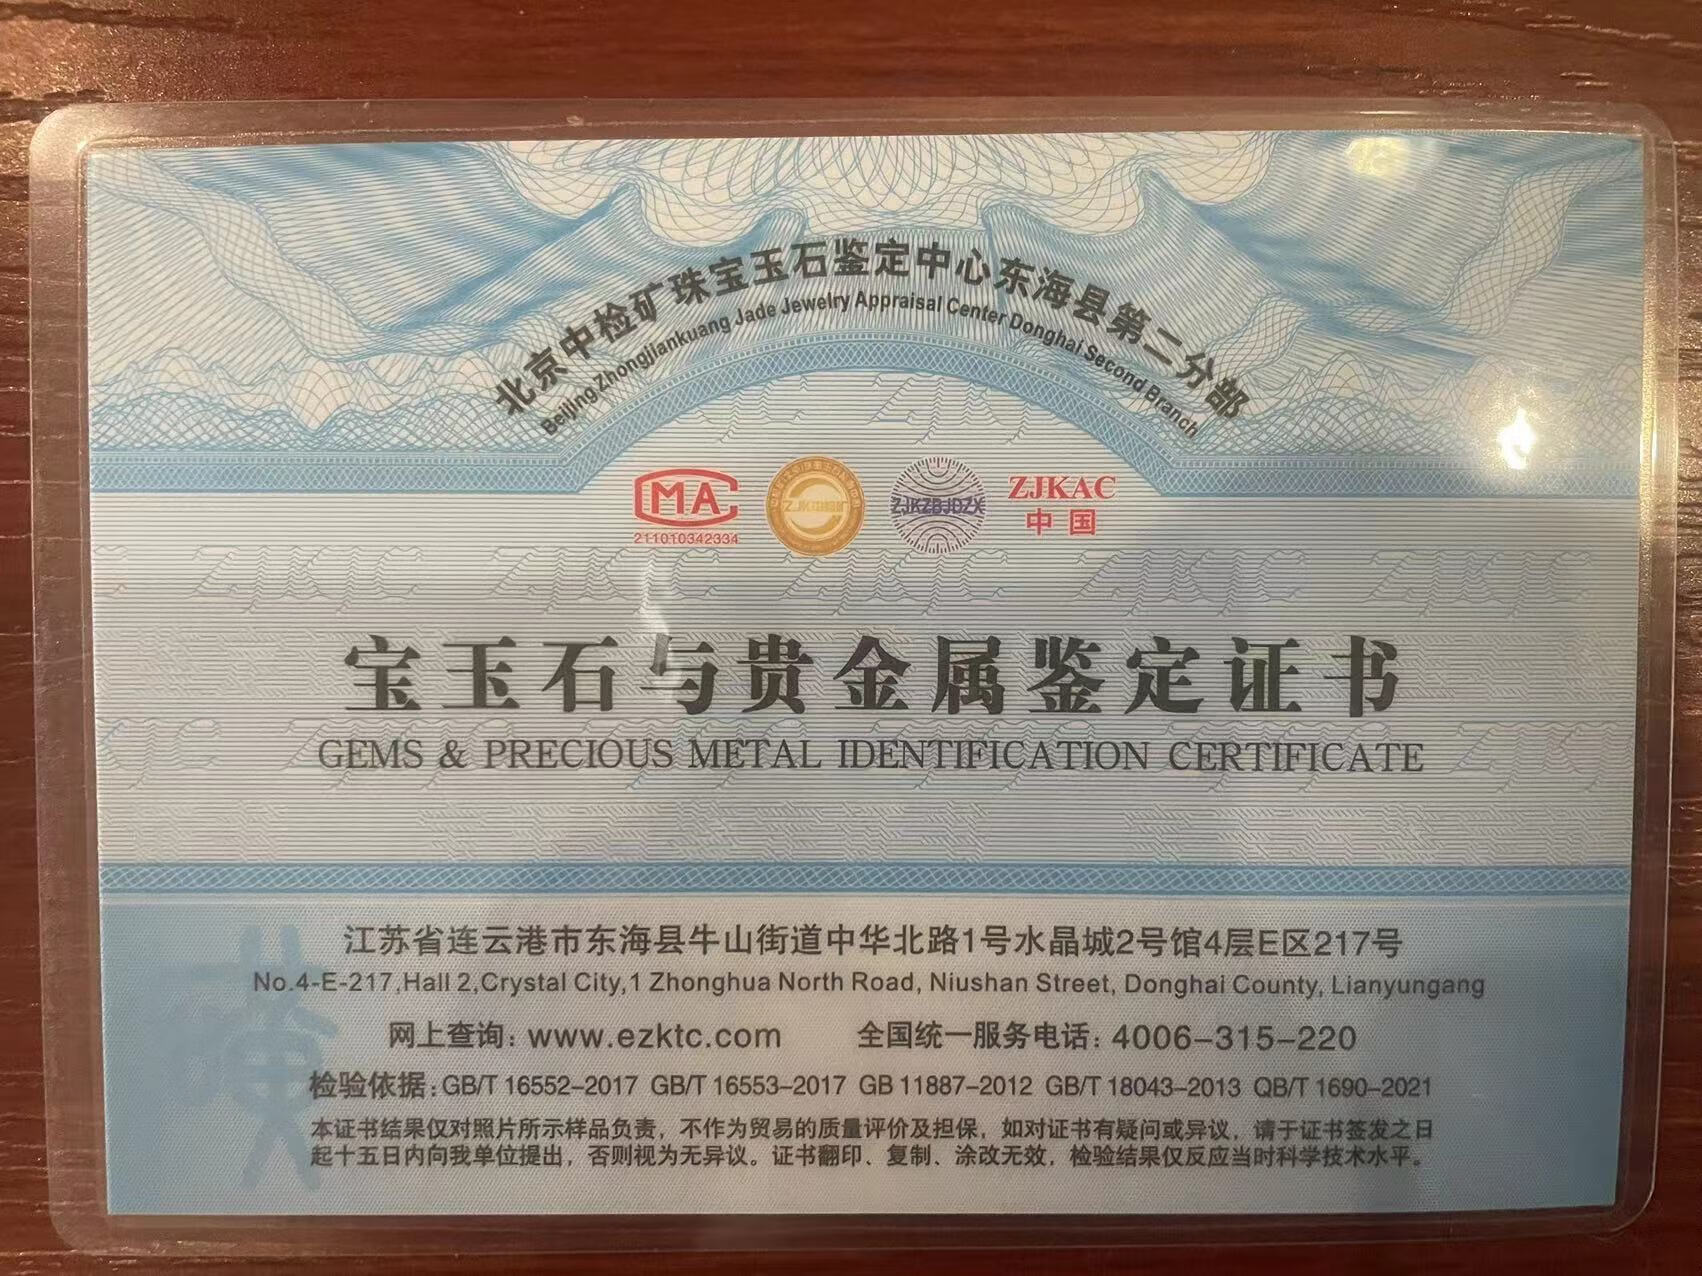 北京中检矿珠宝玉石鉴定中心东海县第二分部
Beijing Zhongjiankuang Jade Jewelry Appraisal Center Donghai Second Branch
MA
211010342334
ZJKZBJDZX
ZJKAC
中国
宝玉石与贵金属鉴定证书
GEMS & PRECIOUS METAL IDENTIFICATION CERTIFICATE
江苏省连云港市东海县牛山街道中华北路1号水晶城2号馆4层E区217号
No.4-E-217,Hall 2,Crystal City,1 Zhonghua North Road, Niushan Street, Donghai County, Lianyungang
网上查询: www.ezktc.com 全国统一服务电话: 4006-315-220
检验依据:GB/T 16552-2017 GB/T 16553-2017 GB 11887-2012 GB/T 18043-2013 QB/T 1690-2021
本证书结果仅对照片所示样品负责，不作为贸易的质量评价及担保，如对证书有疑问或异议，请于证书签发之日
起十五日内向我单位提出，否则视为无异议。证书翻印、复制、涂改无效，检验结果仅反应当时科学技术水平。